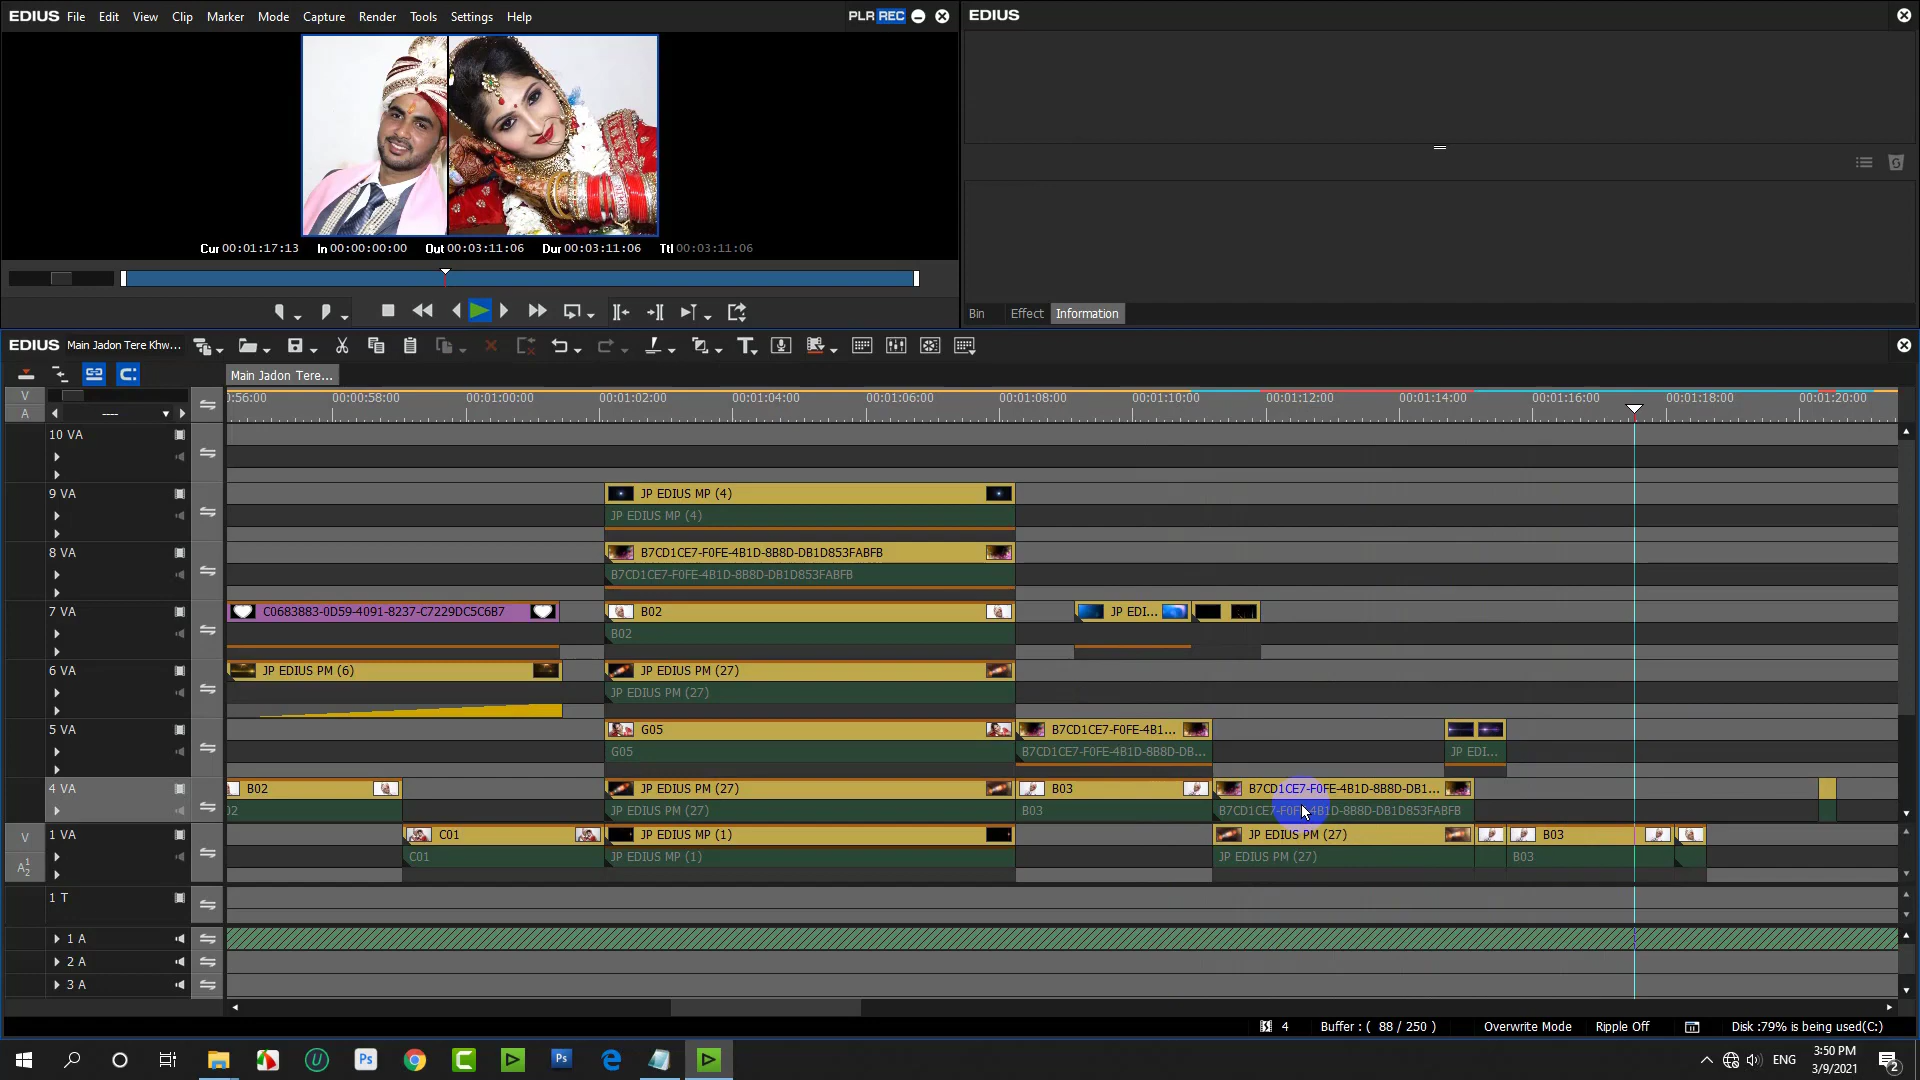 EDIUS File Edit View Clip Marker Mode Capture Render Tools Settings Help PLR REC
EDIUS
Cur 00:01:17:13 In 00:00:00:00 Out 00:03:11:06 Dur 00:03:11:06 Ttl 00:03:11:06
Bin Effect Information
EDIUS Main Jadon Tere Khw...
Main Jadon Tere...
V
A ----
0:56:00 00:00:58:00 00:01:00:00 00:01:02:00 00:01:04:00 00:01:06:00 00:01:08:00 00:01:10:00 00:01:12:00 00:01:14:00 00:01:16:00 00:01:18:00 00:01:20:00
10 VA
9 VA JP EDIUS MP (4)
JP EDIUS MP (4)
8 VA B7CD1CE7-F0FE-4B1D-8B8D-DB1D853FABFB
B7CD1CE7-F0FE-4B1D-8B8D-DB1D853FABFB
7 VA C0683883-0D59-4091-8237-C7229DC5C6B7 B02 JP EDI...
B02
6 VA JP EDIUS PM (6) JP EDIUS PM (27)
JP EDIUS PM (27)
5 VA G05 B7CD1CE7-F0FE-4B1...
G05 B7CD1CE7-F0FE-4B1D-8B8D-DB... JP EDI...
4 VA B02 JP EDIUS PM (27) B03 B7CD1CE7-F0FE-4B1D-8B8D-DB1...
02 JP EDIUS PM (27) B03 B7CD1CE7-F0FE-4B1D-8B8D-DB1D853FABFB
V 1 VA C01 JP EDIUS MP (1) JP EDIUS PM (27) B03
A 1 2 C01 JP EDIUS MP (1) JP EDIUS PM (27) B03
1 T
1 A
2 A
3 A
4 Buffer : ( 88 / 250 ) Overwrite Mode Ripple Off Disk :79% is being used(C:)
U Ps C Ps e ENG 3:50 PM
3/9/2021 2